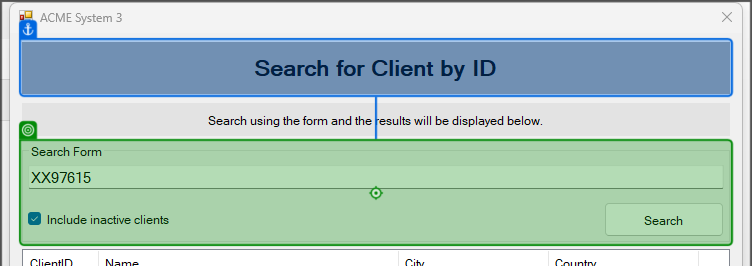 ACME System 3
Search for Client by ID
Search using the form and the results will be displayed below.
Search Form
XX97615
Include inactive clients
Search
ClientID Name City Country